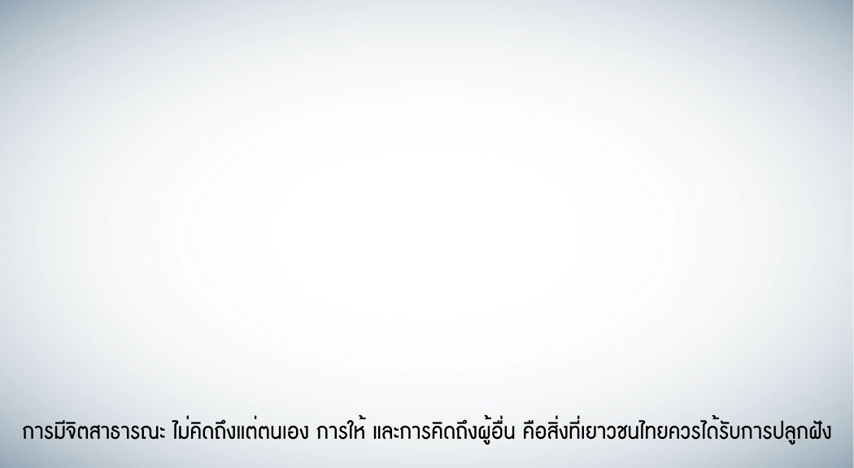 การมีจิตสาธารณะ ไม่คิดถึงแต่ตนเอง การให้ และการคิดถึงผู้อื่น คือสิ่งที่เยาวชนไทยควรได้รับการปลูกฝัง